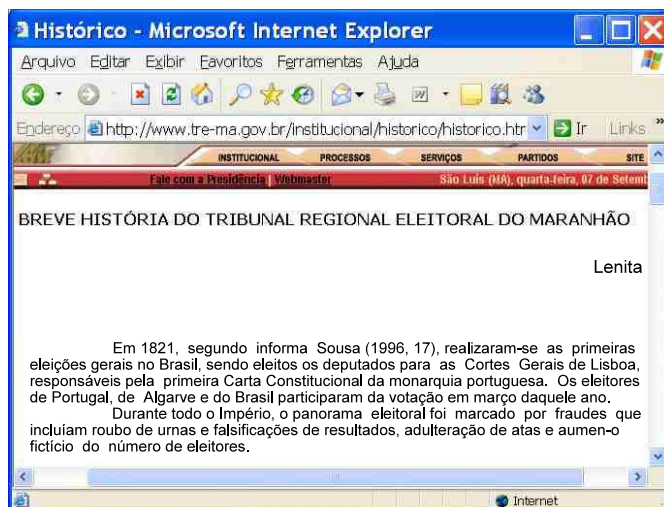 Histórico - Microsoft Internet Explorer
Arquivo Editar Exibir Favoritos Ferramentas Ajuda
Endereço http://www.tre-ma.gov.br/institucional/historico/historico.htr Ir Links »
INSTITUCIONAL PROCESSOS SERVIÇOS PARTIDOS SITE
Fale com a Presidência | Webmaster São Luis (MA), quarta-feira, 07 de Setemb
BREVE HISTÓRIA DO TRIBUNAL REGIONAL ELEITORAL DO MARANHÃO
Lenita
Em 1821, segundo informa Sousa (1996, 17), realizaram-se as primeiras
eleições gerais no Brasil, sendo eleitos os deputados para as Cortes Gerais de Lisboa,
responsáveis pela primeira Carta Constitucional da monarquia portuguesa. Os eleitores
de Portugal, de Algarve e do Brasil participaram da votação em março daquele ano.
Durante todo o Império, o panorama eleitoral foi marcado por fraudes que
incluíam roubo de urnas e falsificações de resultados, adulteração de atas e aumen-o
fictício do número de eleitores.
Internet